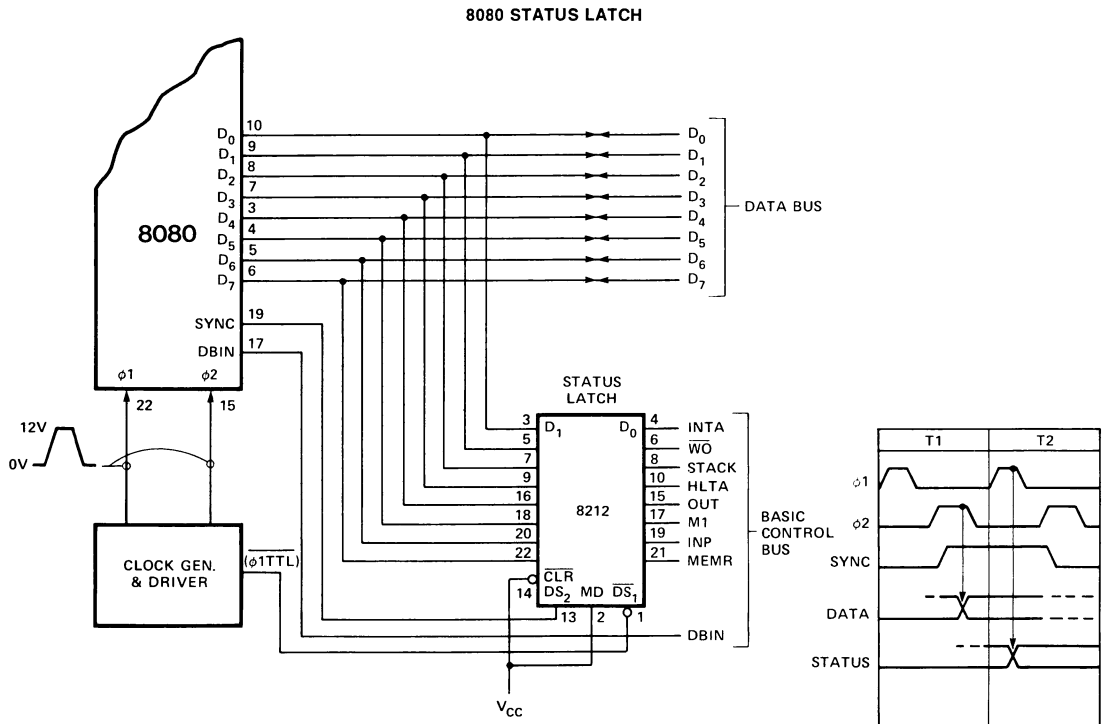 8080 STATUS LATCH
8080
D0 10
D1 9
D2 8
D3 7
D4 3
D5 4
D6 5
D7 6
SYNC 19
DBIN 17
φ1 φ2
22 15
D0
D1
D2
D3
D4
D5
D6
D7
DATA BUS
12V
0V
CLOCK GEN.
& DRIVER
(φ1TTL)
STATUS
LATCH
3 D1 D0 4 INTA
5 6 WO
7 8 STACK
9 10 HLTA
16 15 OUT
18 17 M1
20 19 INP
22 21 MEMR
8212
CLR
14 DS2 MD DS1
13 2 1
DBIN
BASIC
CONTROL
BUS
VCC
T1 T2
φ1
φ2
SYNC
DATA
STATUS